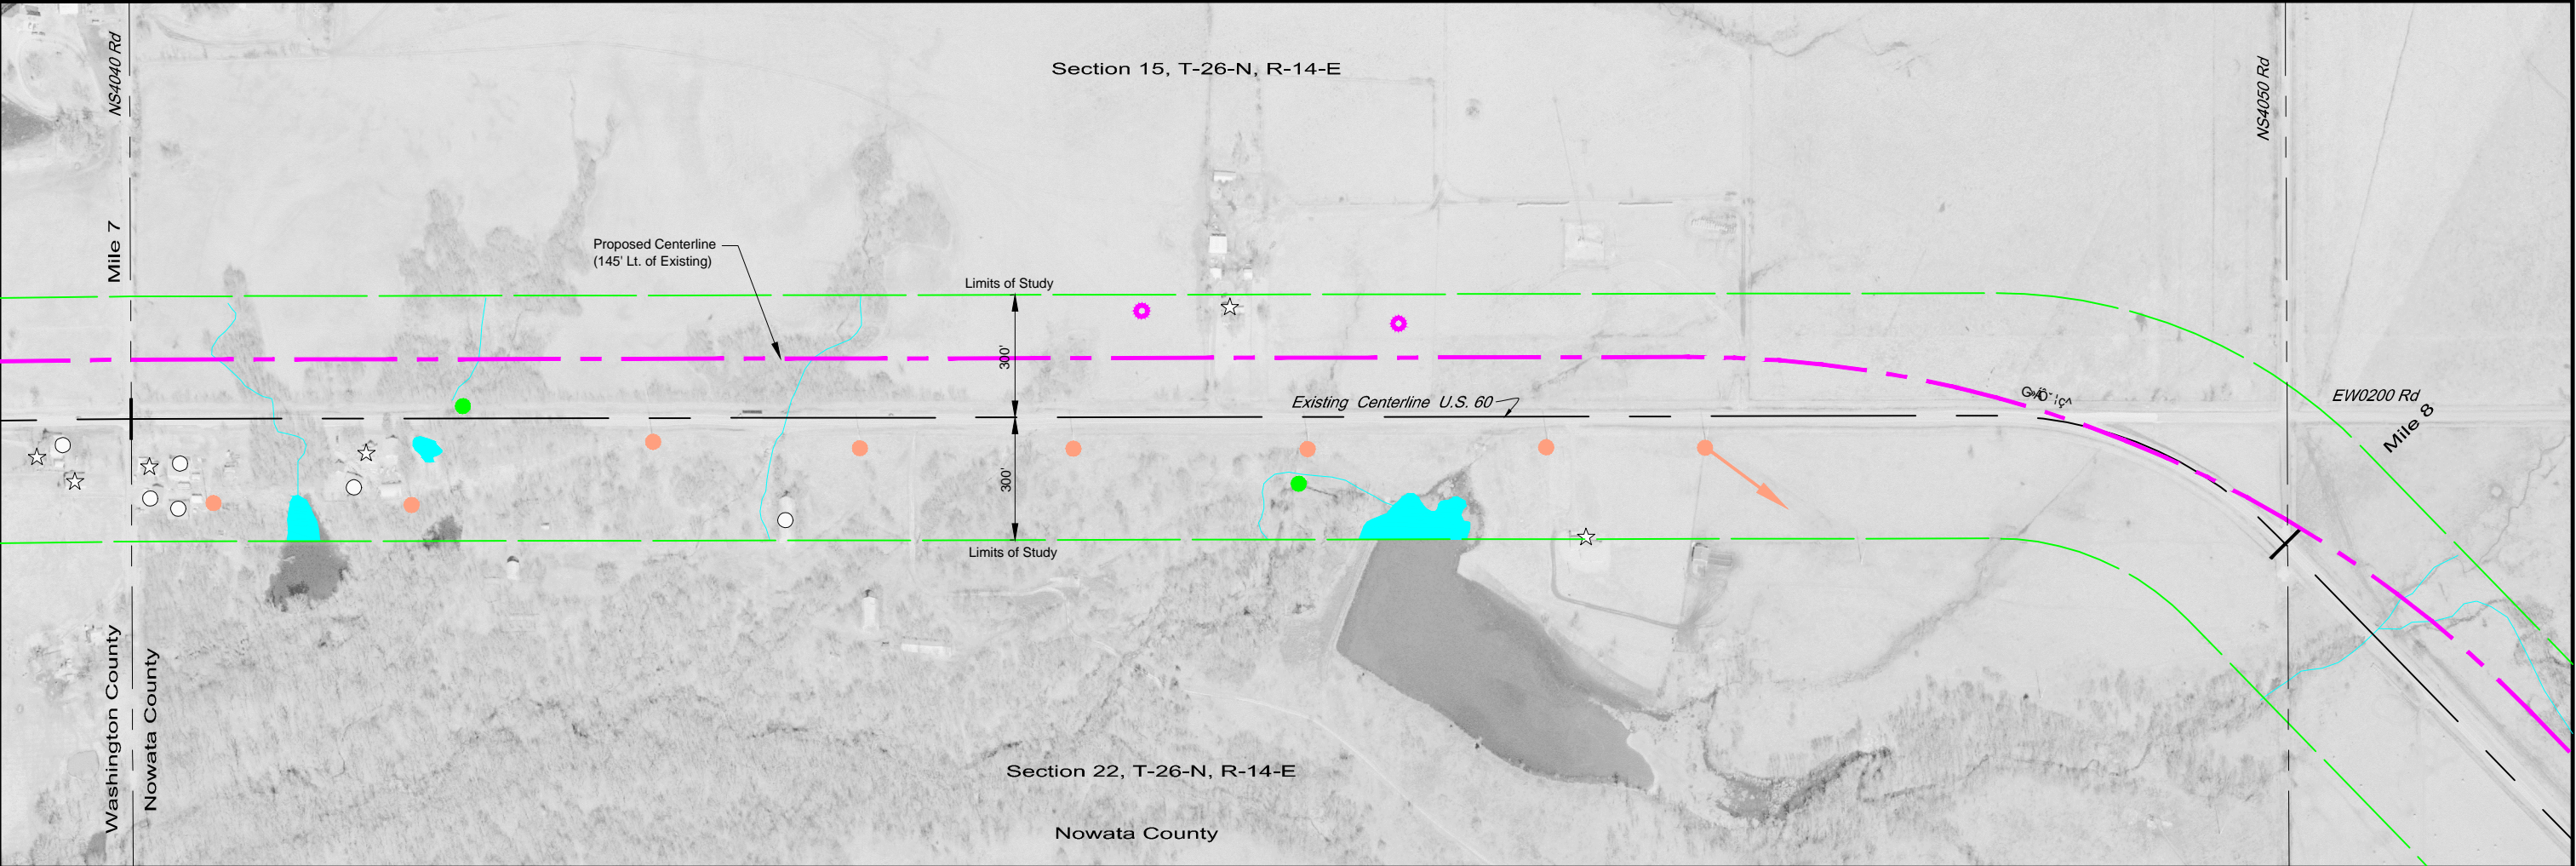 NS4040 Rd
Section 15, T-26-N, R-14-E
NS4050 Rd
Mile 7
Proposed Centerline
(145' Lt. of Existing)
Limits of Study
300'
Existing Centerline U.S. 60
EW0200 Rd
Mile 8
300'
Limits of Study
Washington County
Nowata County
Section 22, T-26-N, R-14-E
Nowata County